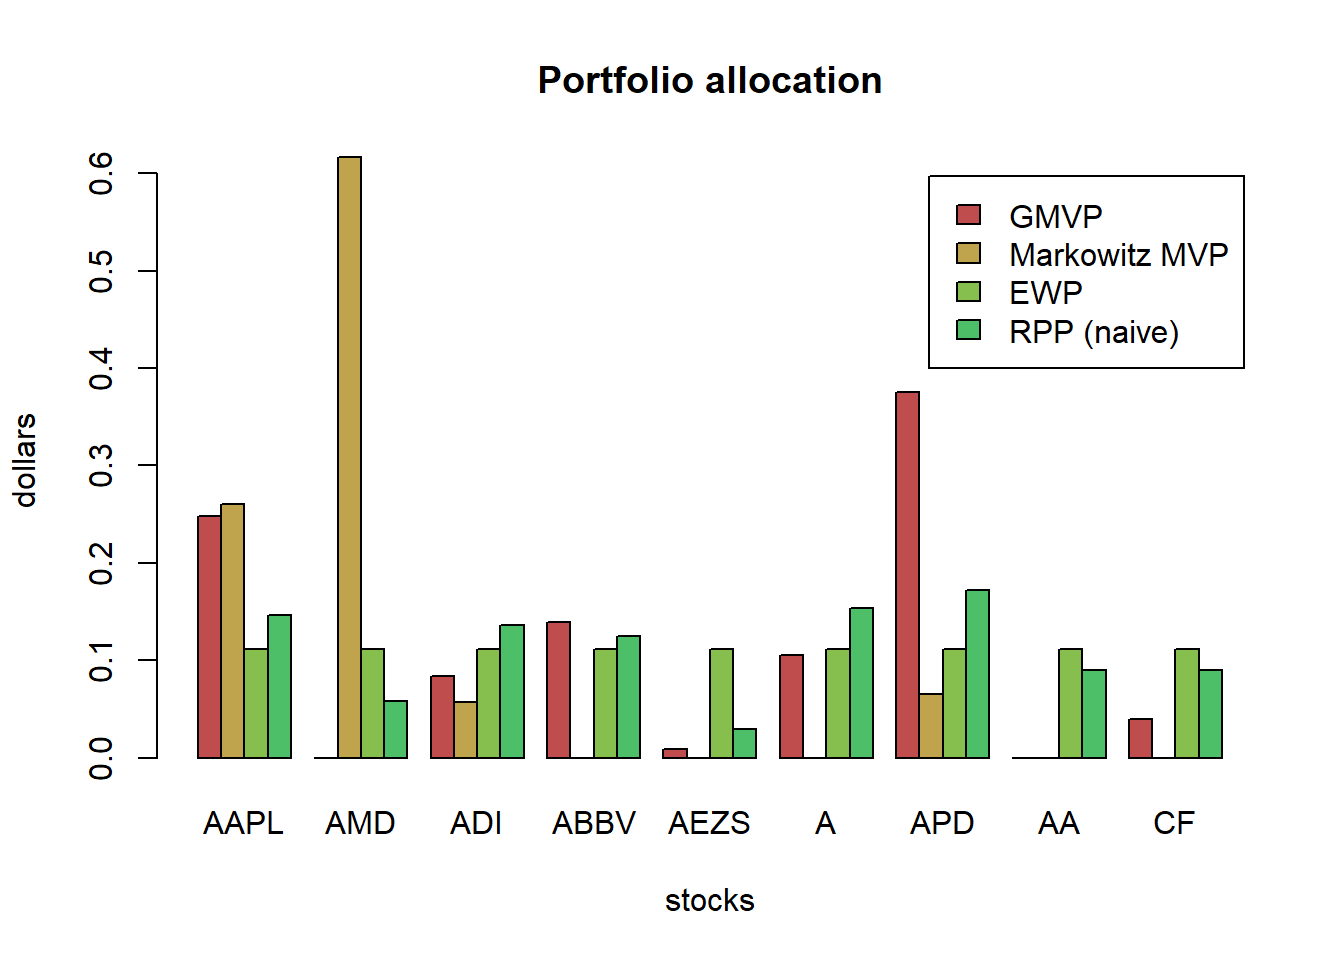 Portfolio allocation
GMVP
Markowitz MVP
EWP
RPP (naive)
dollars
0.6
0.5
0.4
0.3
0.2
0.1
0.0
AAPL AMD ADI ABBV AEZS A APD AA CF
stocks